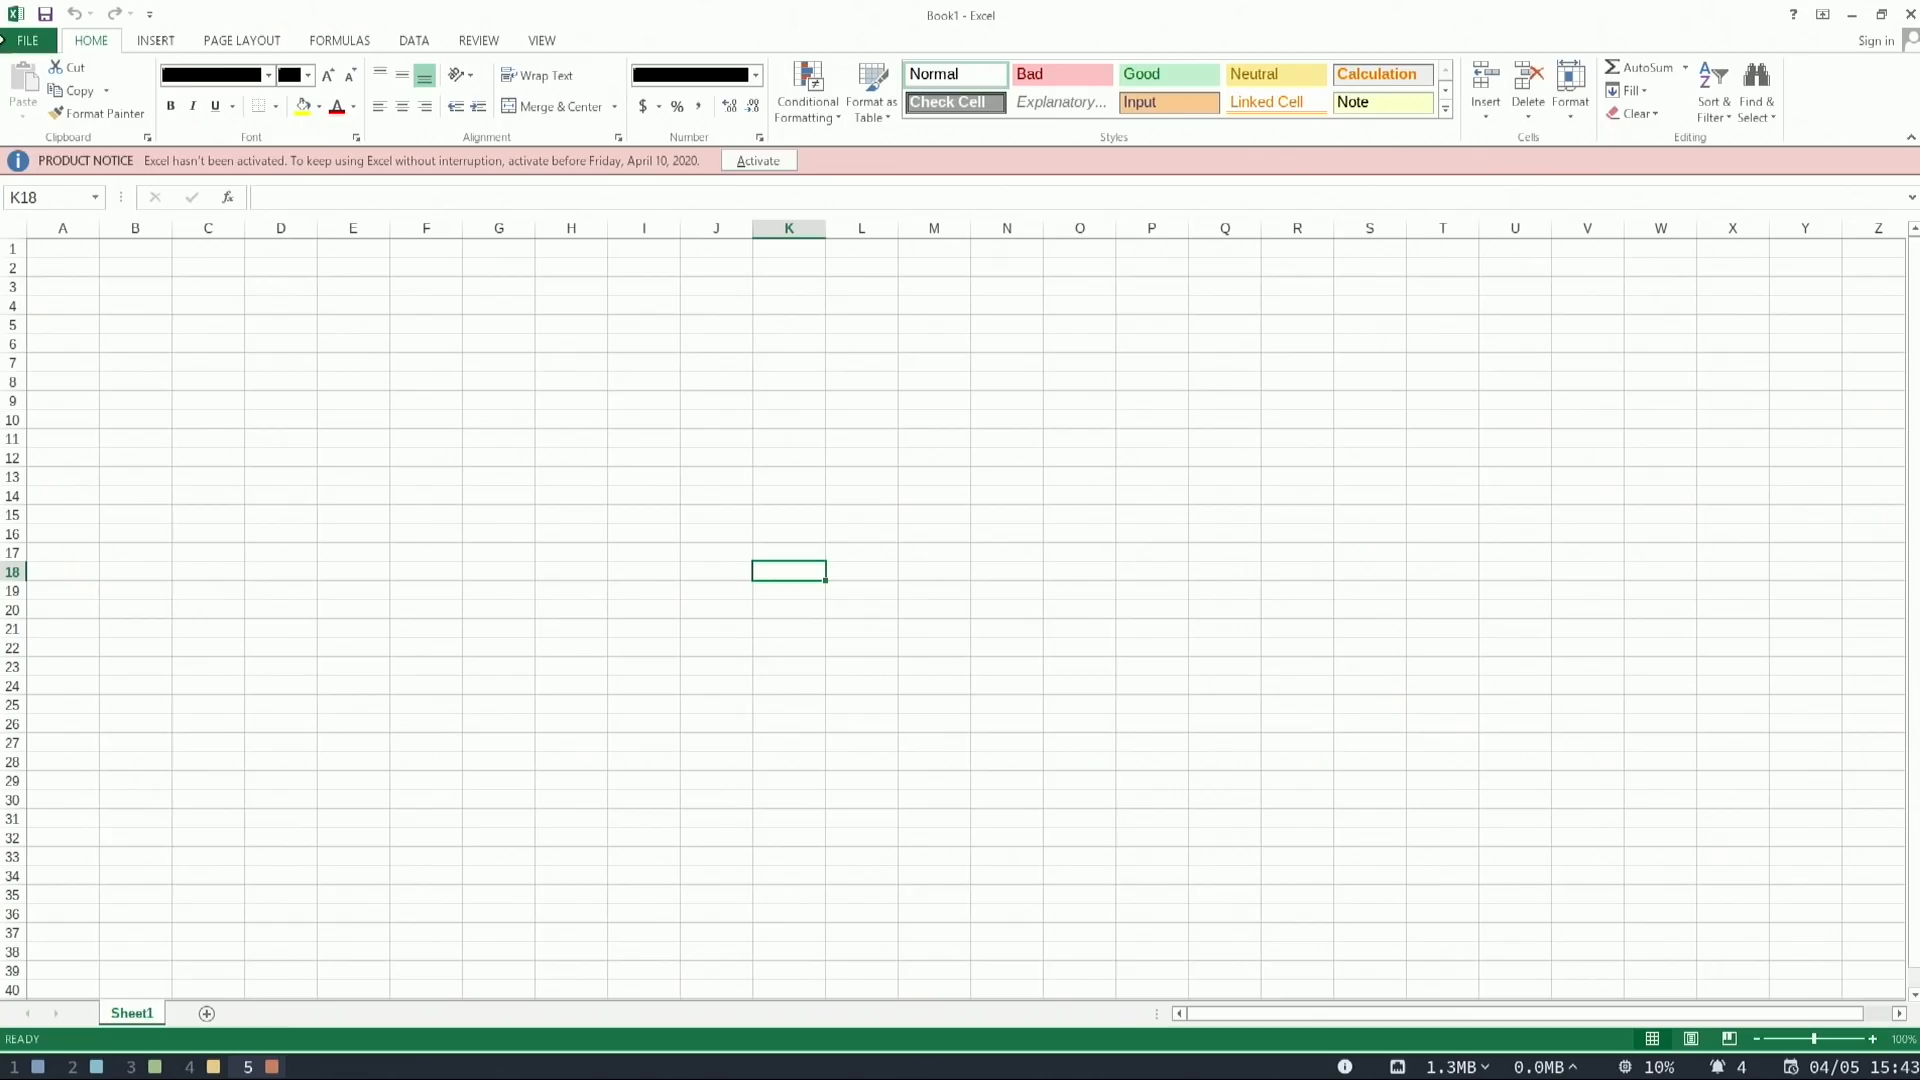 Book1 - Excel
?
FILE HOME INSERT PAGE LAYOUT FORMULAS DATA REVIEW VIEW
Sign in
Paste
Cut
Copy
Format Painter
Clipboard
B I U A
Font
Wrap Text
Merge & Center
Alignment
$ % ,
Number
Conditional Formatting
Format as Table
Normal Bad Good Neutral Calculation
Check Cell Explanatory... Input Linked Cell Note
Styles
Insert Delete Format
Cells
AutoSum
Fill
Clear
Sort & Filter
Find & Select
Editing
PRODUCT NOTICE Excel hasn't been activated. To keep using Excel without interruption, activate before Friday, April 10, 2020. Activate
K18 fx
A B C D E F G H I J K L M N O P Q R S T U V W X Y Z
1
2
3
4
5
6
7
8
9
10
11
12
13
14
15
16
17
18
19
20
21
22
23
24
25
26
27
28
29
30
31
32
33
34
35
36
37
38
39
40
Sheet1
READY
100%
1 2 3 4 5 1.3MB 0.0MB 10% 4 04/05 15:43